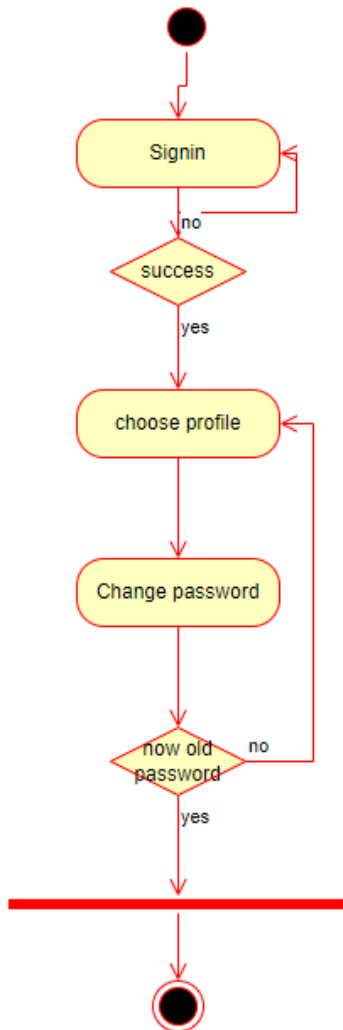 Signin
no
success
yes
choose profile
Change password
now old
password
no
yes